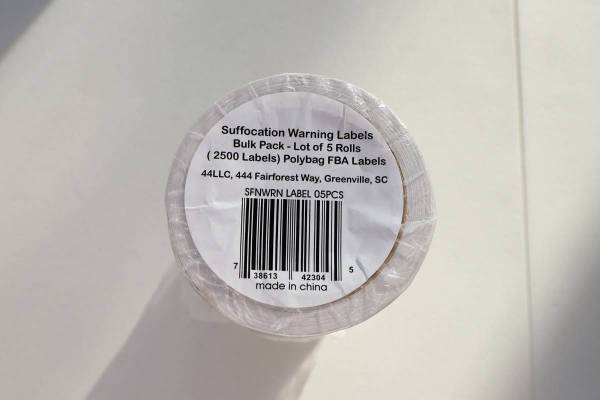 Suffocation Warning Labels
Bulk Pack - Lot of 5 Rolls
( 2500 Labels) Polybag FBA Labels
44LLC, 444 Fairforest Way, Greenville, SC
SFNWRN LABEL 05PCS
7 38613 42304 5
made in china